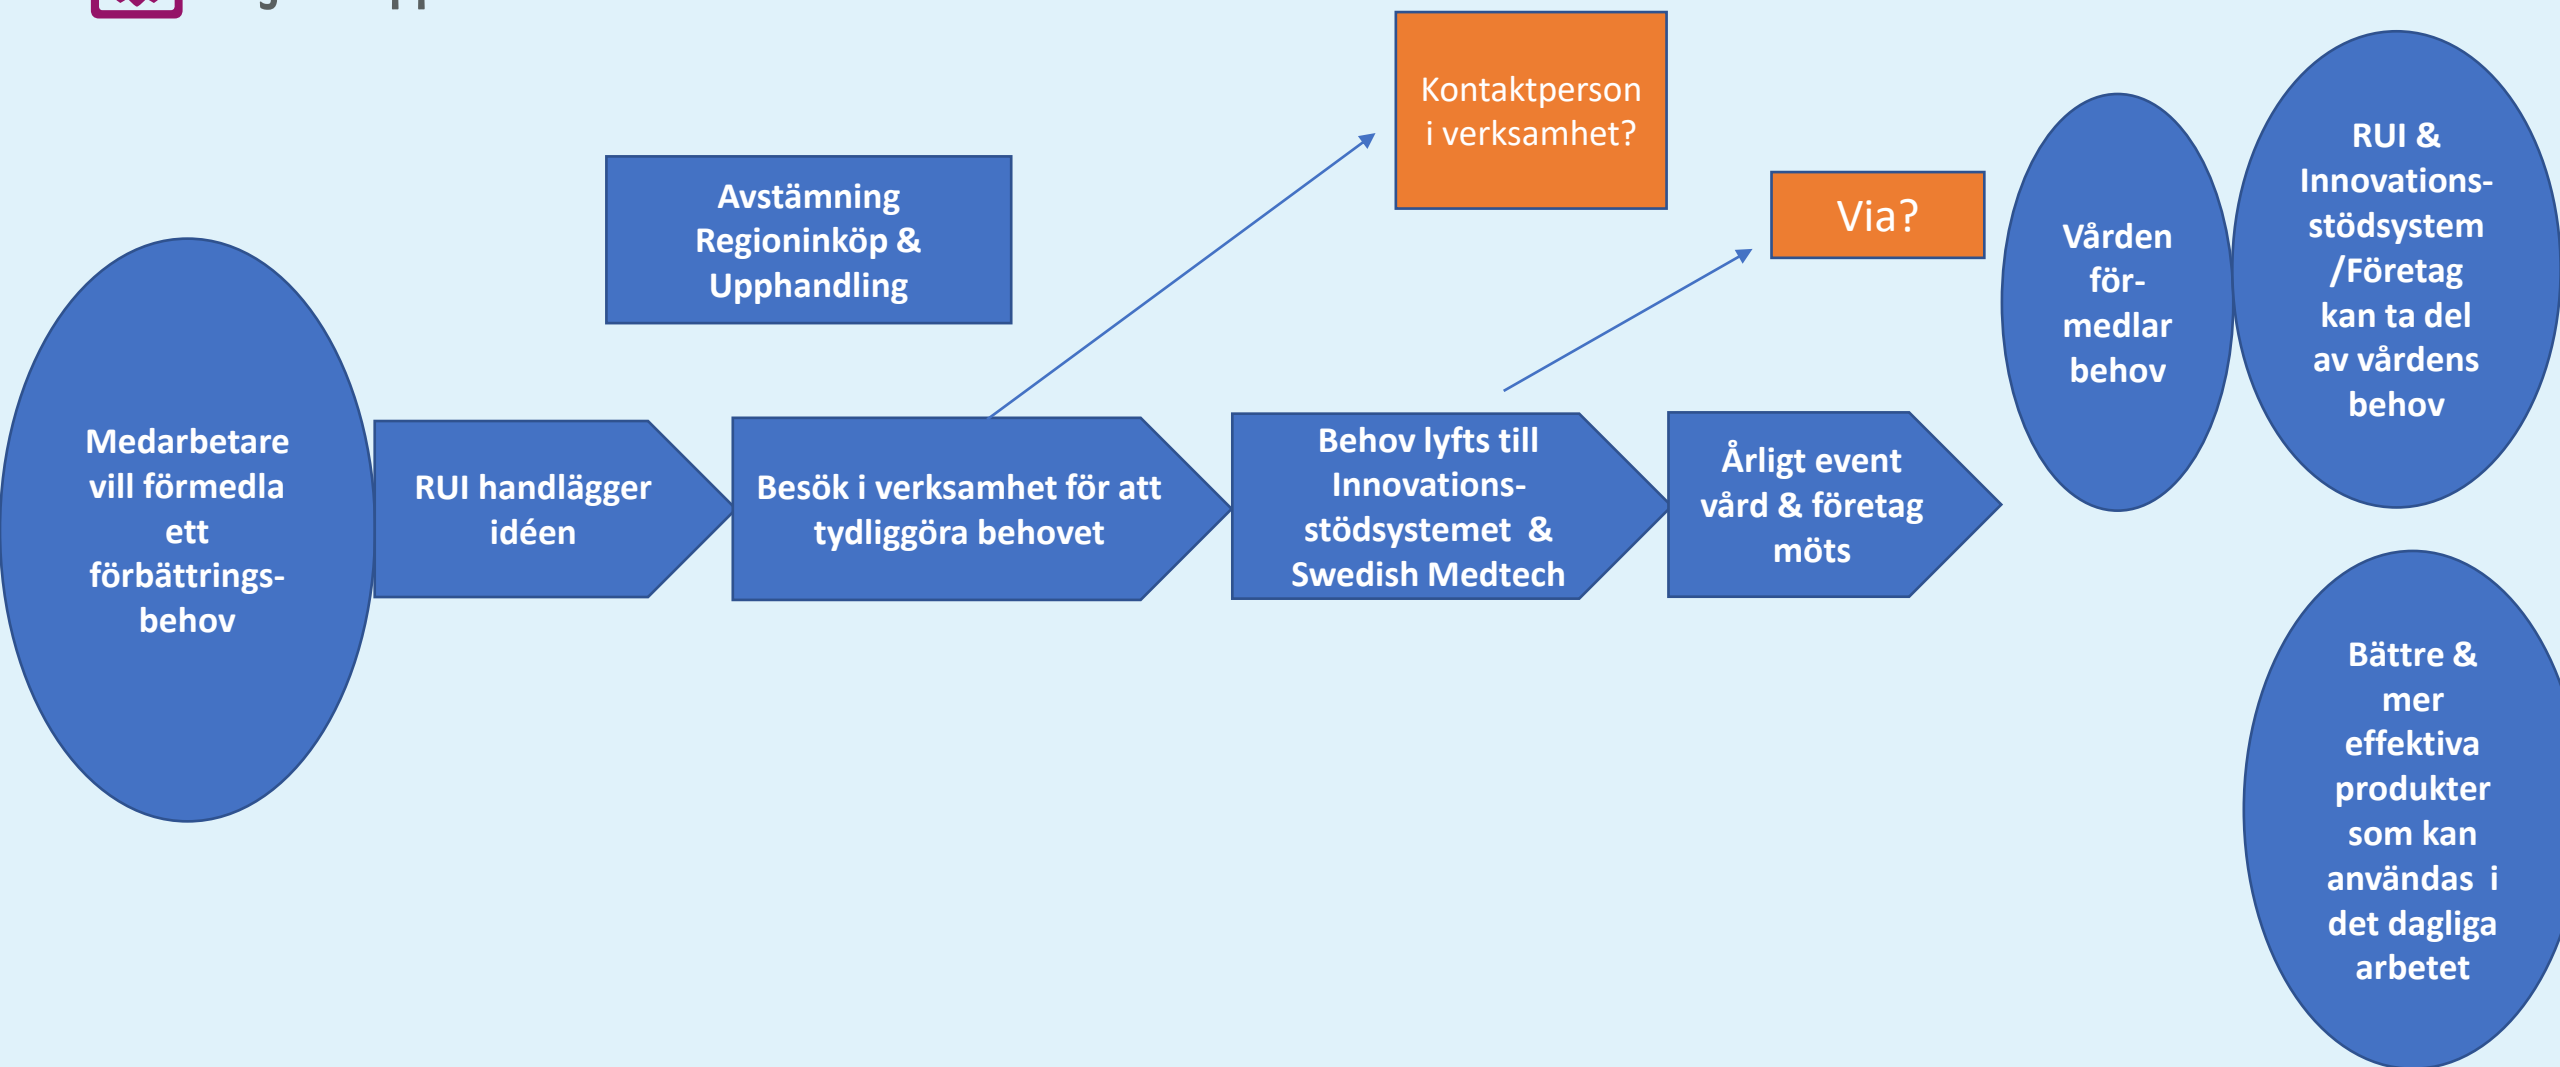 Kontaktperson
i verksamhet?
Avstämning
Regioninköp &
Upphandling
Via?
Medarbetare
vill förmedla
ett
förbättrings-
behov
RUI handlägger
idéen
Besök i verksamhet för att
tydliggöra behovet
Behov lyfts till
Innovations-
stödsystemet &
Swedish Medtech
Årligt event
vård & företag
möts
Vården
för-
medlar
behov
RUI &
Innovations-
stödsystem
/Företag
kan ta del
av vårdens
behov
Bättre &
mer
effektiva
produkter
som kan
användas i
det dagliga
arbetet